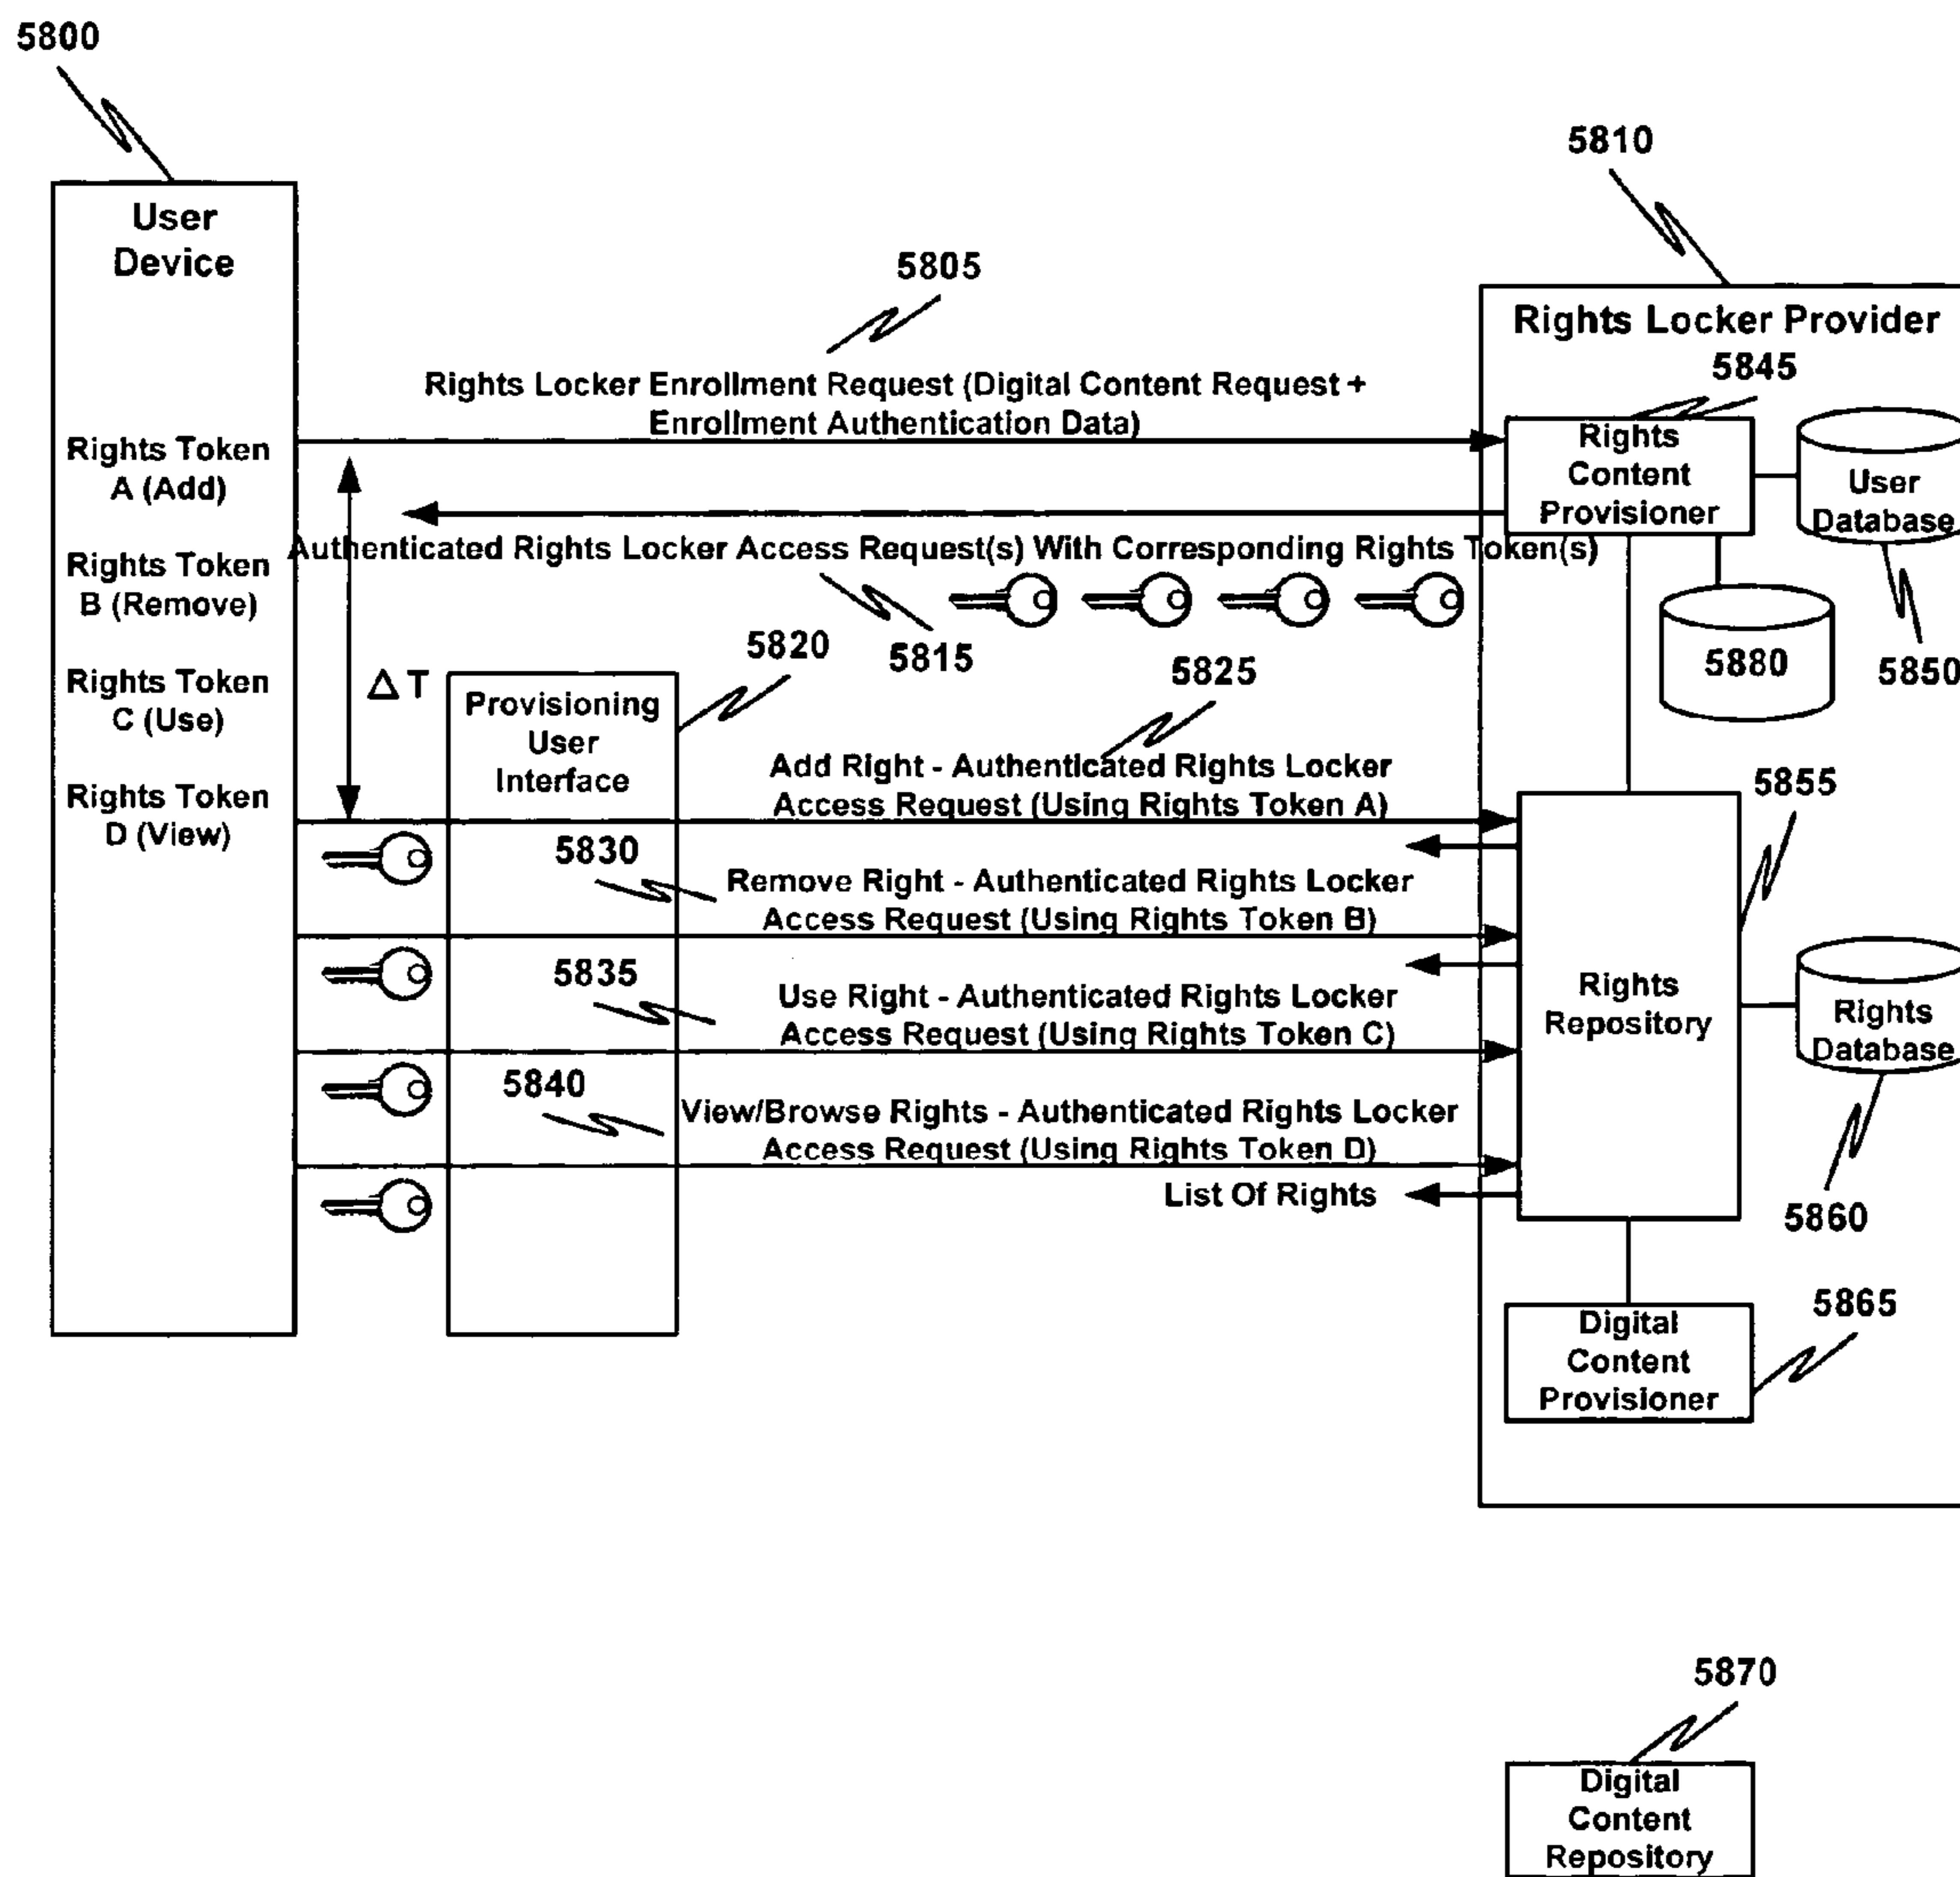 5800
User
Device
Rights Token
A (Add)
Rights Token
B (Remove)
Rights Token
C (Use)
Rights Token
D (View)
ΔT
5805
Rights Locker Enrollment Request (Digital Content Request +
Enrollment Authentication Data)
Authenticated Rights Locker Access Request(s) With Corresponding Rights Token(s)
5815
5820
Provisioning
User
Interface
5825
Add Right - Authenticated Rights Locker
Access Request (Using Rights Token A)
5830
Remove Right - Authenticated Rights Locker
Access Request (Using Rights Token B)
5835
Use Right - Authenticated Rights Locker
Access Request (Using Rights Token C)
5840
View/Browse Rights - Authenticated Rights Locker
Access Request (Using Rights Token D)
List Of Rights
5810
Rights Locker Provider
5845
Rights
Content
Provisioner
User
Database
5850
5880
5855
Rights
Repository
Rights
Database
5860
5865
Digital
Content
Provisioner
5870
Digital
Content
Repository